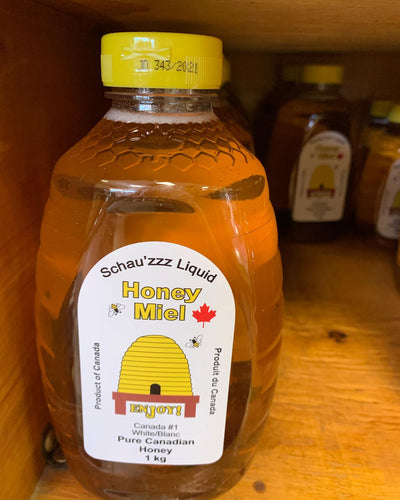 JD 343/2021
Schau'zzz Liquid
Honey
Miel
Product of Canada
Produit du Canada
ENJOY!
Canada #1
White/Blanc
Pure Canadian
Honey
1 kg